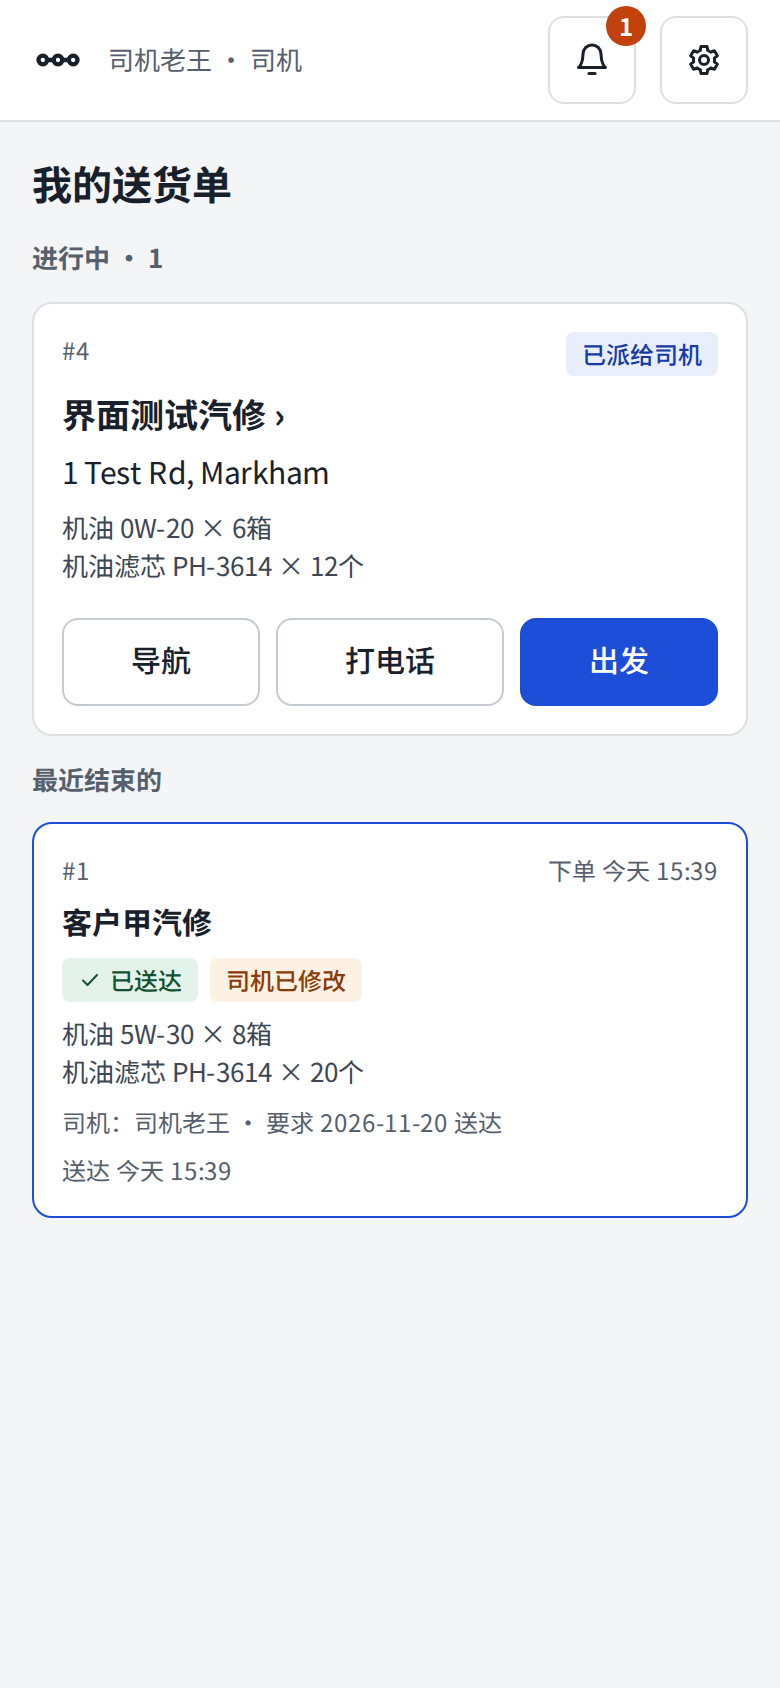 司机老王 · 司机
1
我的送货单
进行中 · 1
#4
已派给司机
界面测试汽修 ›
1 Test Rd, Markham
机油 0W-20 × 6箱
机油滤芯 PH-3614 × 12个
导航
打电话
出发
最近结束的
#1
下单 今天 15:39
客户甲汽修
✓ 已送达
司机已修改
机油 5W-30 × 8箱
机油滤芯 PH-3614 × 20个
司机：司机老王 · 要求 2026-11-20 送达
送达 今天 15:39